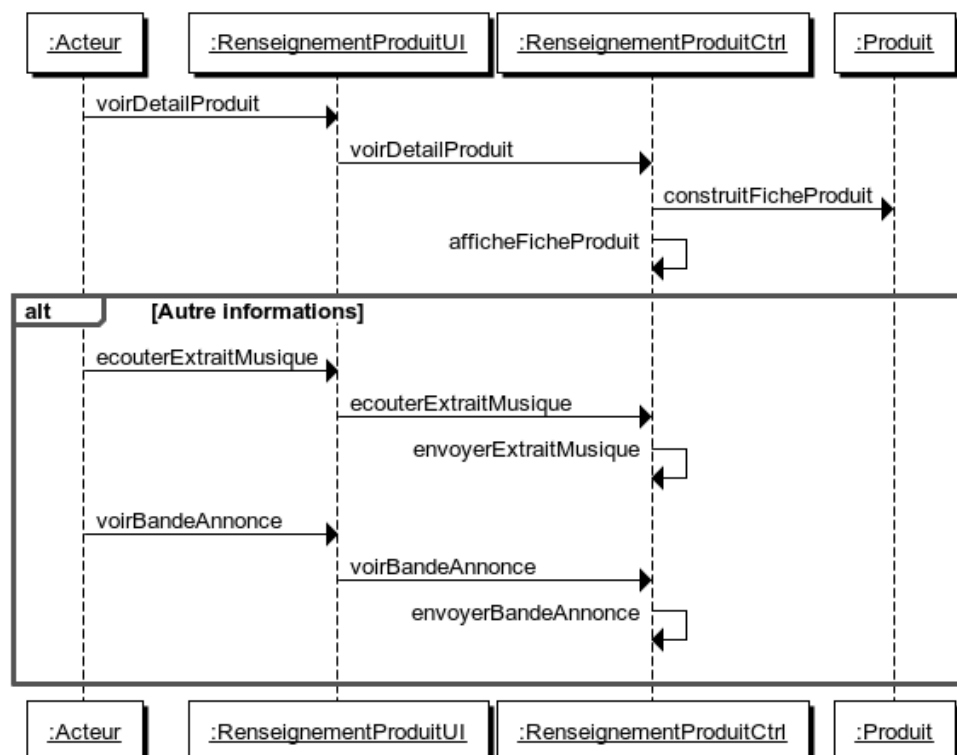 :Acteur :RenseignementProduitUI :RenseignementProduitCtrl :Produit
voirDetailProduit
voirDetailProduit
construitFicheProduit
afficheFicheProduit
alt [Autre informations]
ecouterExtraitMusique
ecouterExtraitMusique
envoyerExtraitMusique
voirBandeAnnonce
voirBandeAnnonce
envoyerBandeAnnonce
:Acteur :RenseignementProduitUI :RenseignementProduitCtrl :Produit